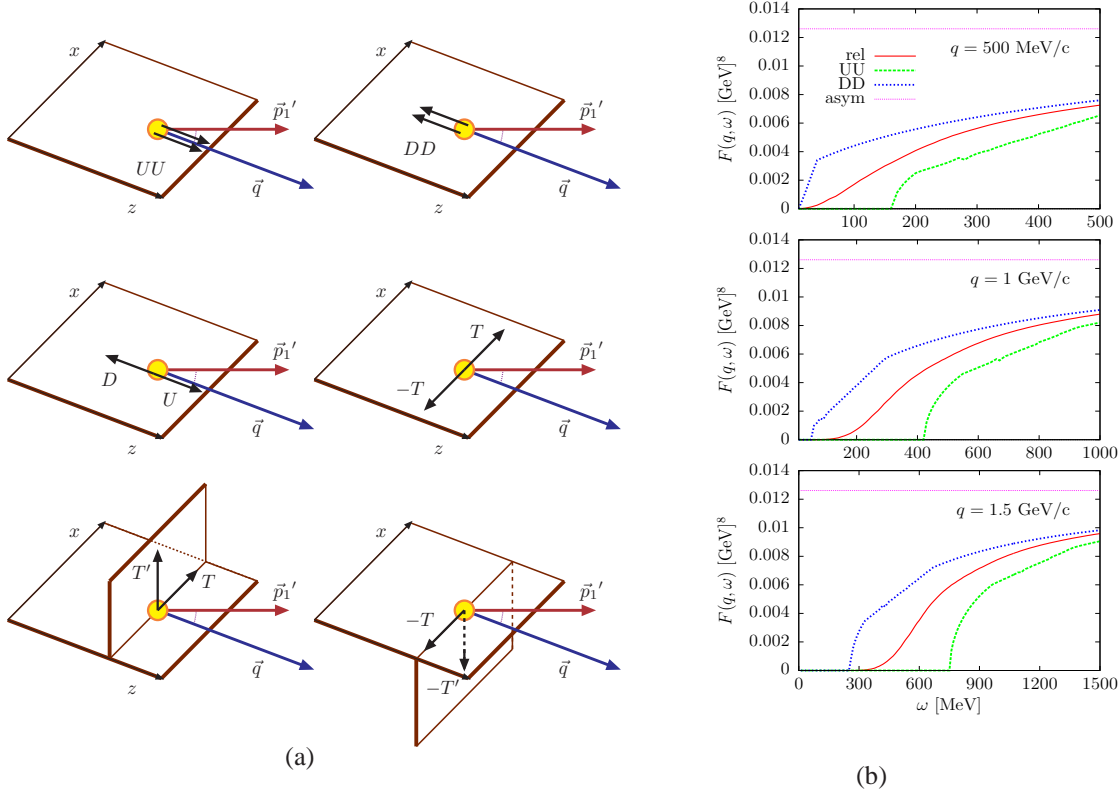 x
UU
z
p⃗₁′
q⃗
x
DD
z
p⃗₁′
q⃗
x
D
U
z
p⃗₁′
q⃗
x
T
−T
z
p⃗₁′
q⃗
x
T′
T
z
p⃗₁′
q⃗
x
−T
−T′
z
p⃗₁′
q⃗
(a)
F(q, ω) [GeV]⁸
0.014
0.012
0.01
0.008
0.006
0.004
0.002
0
q = 500 MeV/c
rel
UU
DD
asym
100 200 300 400 500
F(q, ω) [GeV]⁸
0.014
0.012
0.01
0.008
0.006
0.004
0.002
0
q = 1 GeV/c
200 400 600 800 1000
F(q, ω) [GeV]⁸
0.014
0.012
0.01
0.008
0.006
0.004
0.002
0
q = 1.5 GeV/c
0 300 600 900 1200 1500
ω [MeV]
(b)